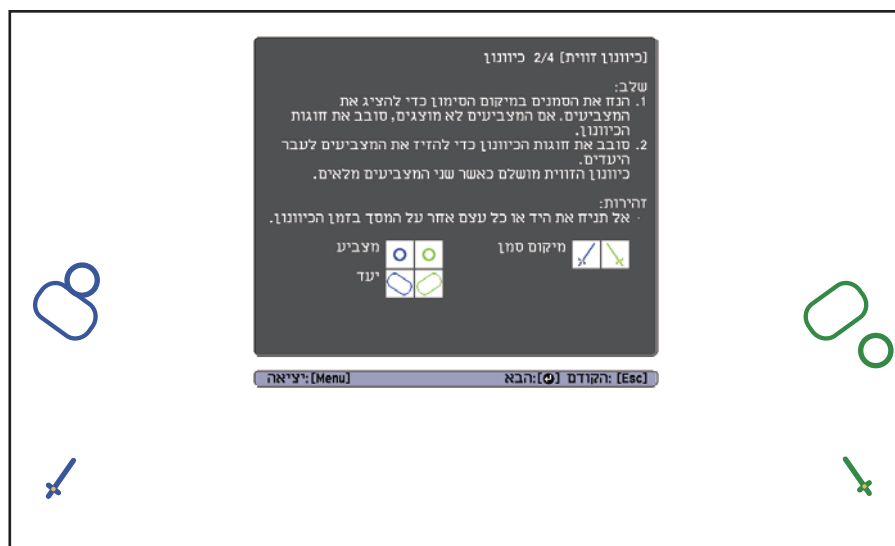 [כיוונון זווית] 2/4 כיוונון
שלב:
1. הנח את הסמנים במיקום הסימון כדי להציג את
המצביעים. אם המצביעים לא מוצגים, סובב את חוגות
הכיוונון.
2. סובב את חוגות הכיוונון כדי להזיז את המצביעים לעבר
היעדים.
כיוונון הזווית מושלם כאשר שני המצביעים מלאים.
זהירות:
· אל תניח את היד או כל עצם אחר על המסך בזמן הכיוונון.
מיקום סמן מצביע
יעד
[Esc] :הקודם [↵]:הבא [Menu]:יציאה